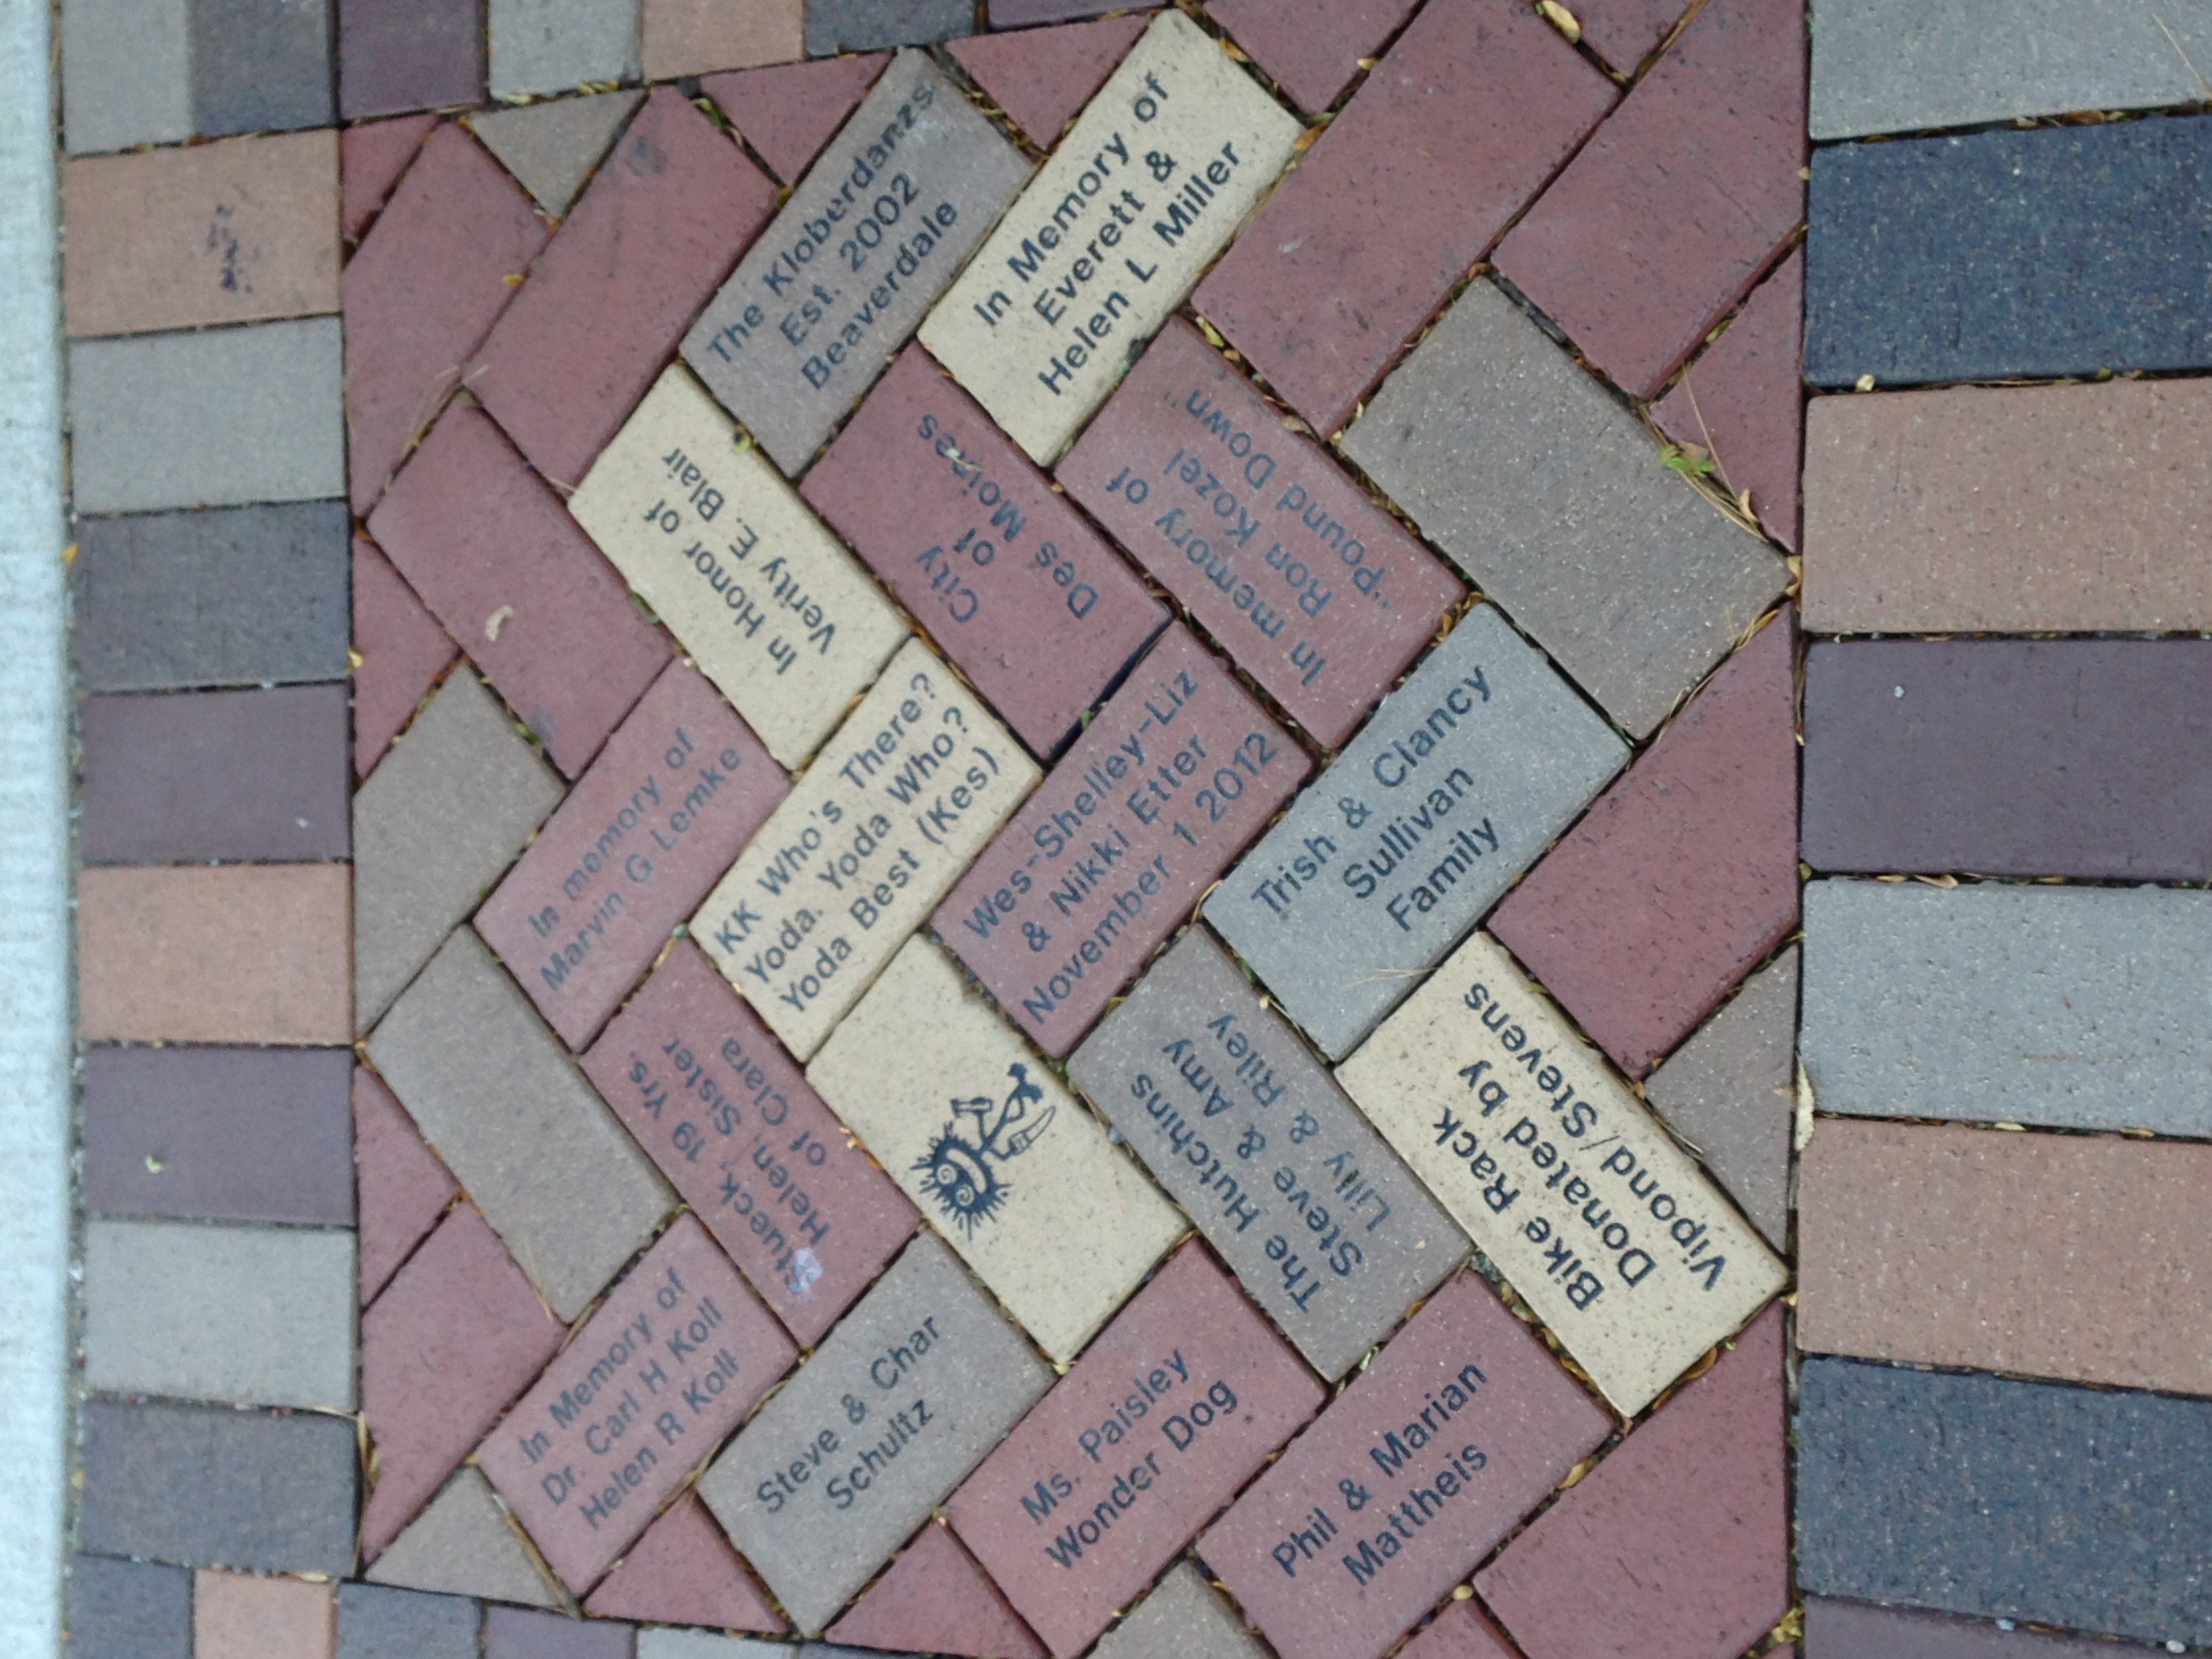 The Kloberdanzs
Est. 2002
Beaverdale
In Memory of
Everett &
Helen L Miller
In Honor of
Verity E. Blair
City
of
Des Moines
In memory of
Ron Kozel
"Pound Down"
In memory of
Marvin G Lemke
KK Who's There?
Yoda. Yoda Who?
Yoda Best (Kes)
Wes-Shelley-Liz
& Nikki Etter
November 1 2012
Trish & Clancy
Sullivan
Family
Stueck, 19 Yrs.
Helen, Sister
of Clara
The Hutchins
Steve & Amy
Lilly & Riley
Bike Rack
Donated by
Vipond/Stevens
In Memory of
Dr. Carl H Koll
Helen R Koll
Steve & Char
Schultz
Ms. Paisley
Wonder Dog
Phil & Marian
Mattheis